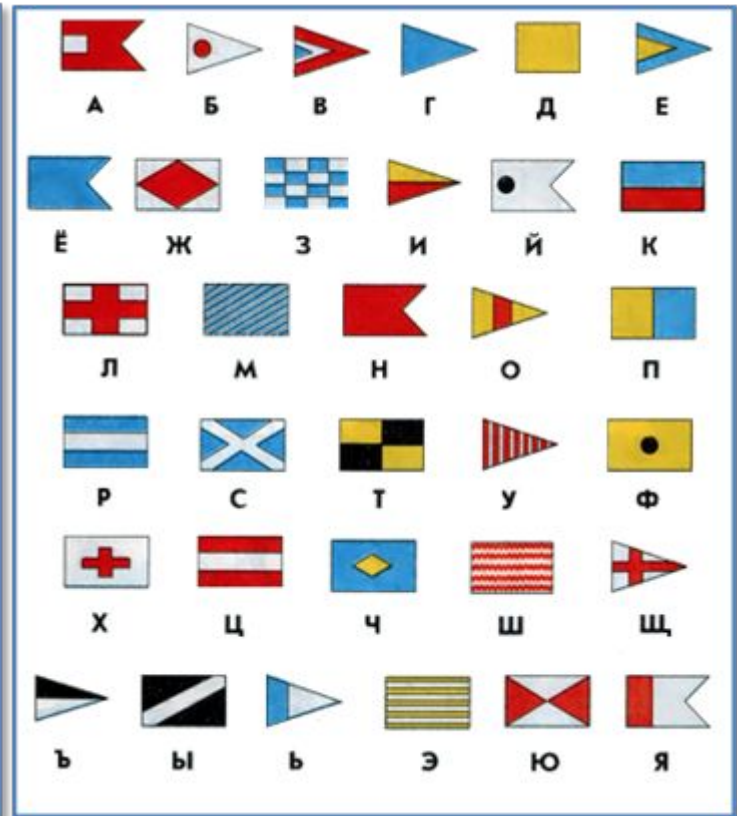 А Б В Г Д Е
Ё Ж З И Й К
Л М Н О П
Р С Т У Ф
Х Ц Ч Ш Щ
Ъ Ы Ь Э Ю Я